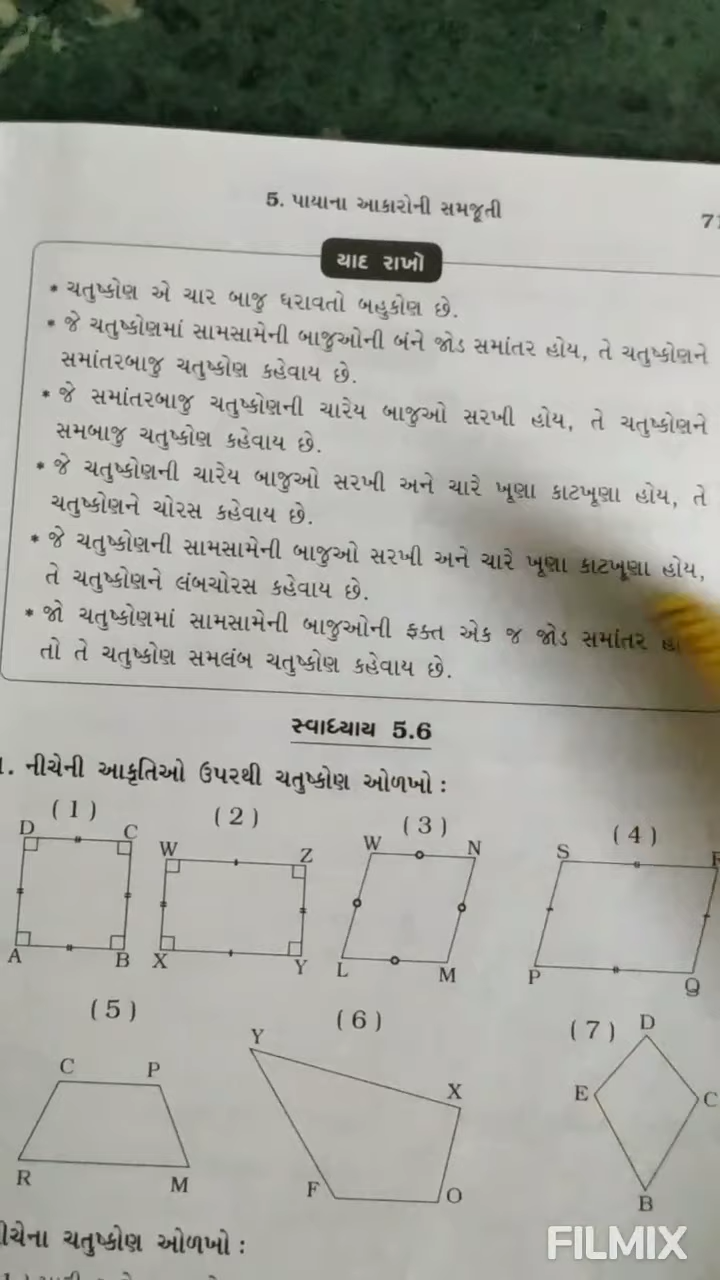 5. પાયાના આકારોની સમજૂતી
યાદ રાખો
* ચતુષ્કોણ એ ચાર બાજુ ધરાવતો બહુકોણ છે.
* જે ચતુષ્કોણમાં સામસામેની બાજુઓની બંને જોડ સમાંતર હોય, તે ચતુષ્કોણને
સમાંતરબાજુ ચતુષ્કોણ કહેવાય છે.
* જે સમાંતરબાજુ ચતુષ્કોણની ચારેય બાજુઓ સરખી હોય, તે ચતુષ્કોણને
સમબાજુ ચતુષ્કોણ કહેવાય છે.
* જે ચતુષ્કોણની ચારેય બાજુઓ સરખી અને ચારે ખૂણા કાટખૂણા હોય, તે
ચતુષ્કોણને ચોરસ કહેવાય છે.
* જે ચતુષ્કોણની સામસામેની બાજુઓ સરખી અને ચારે ખૂણા કાટખૂણા હોય,
તે ચતુષ્કોણને લંબચોરસ કહેવાય છે.
* જો ચતુષ્કોણમાં સામસામેની બાજુઓની ફક્ત એક જ જોડ સમાંતર
તો તે ચતુષ્કોણ સમલંબ ચતુષ્કોણ કહેવાય છે.
સ્વાધ્યાય 5.6
1. નીચેની આકૃતિઓ ઉપરથી ચતુષ્કોણ ઓળખો :
(1) (2) (3) (4)
D C W Z W N S
A B X Y L M P Q
(5) (6) (7)
C P Y X D E C
R M F O B
નીચેના ચતુષ્કોણ ઓળખો :
FILMIX